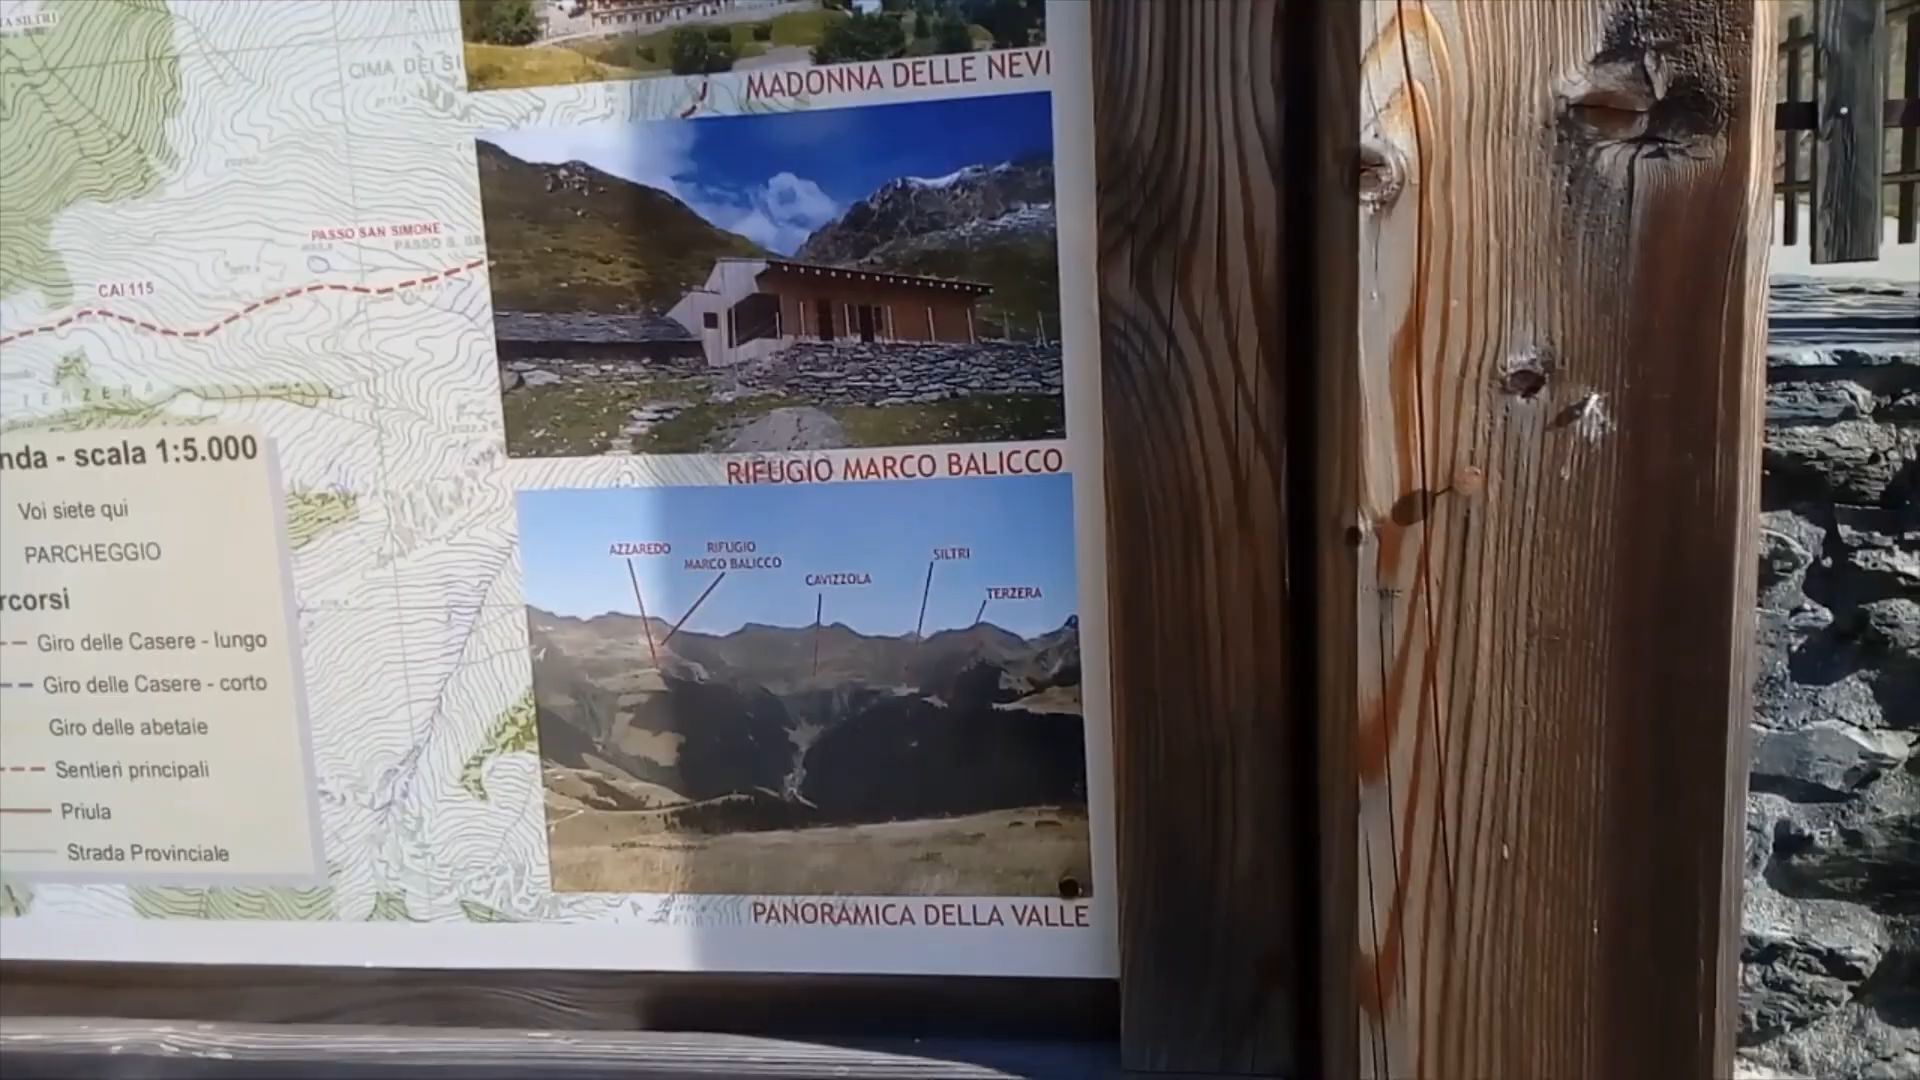 CIMA DEI SI
MADONNA DELLE NEVI
PASSO SAN SIMONE
PASSO S.
CAI 115
TERZERA
RIFUGIO MARCO BALICCO
nda - scala 1:5.000
Voi siete qui
PARCHEGGIO
rcorsi
Giro delle Casere - lungo
Giro delle Casere - corto
Giro delle abetaie
Sentieri principali
Priula
Strada Provinciale
AZZAREDO
RIFUGIO
MARCO BALICCO
CAVIZZOLA
SILTRI
TERZERA
PANORAMICA DELLA VALLE